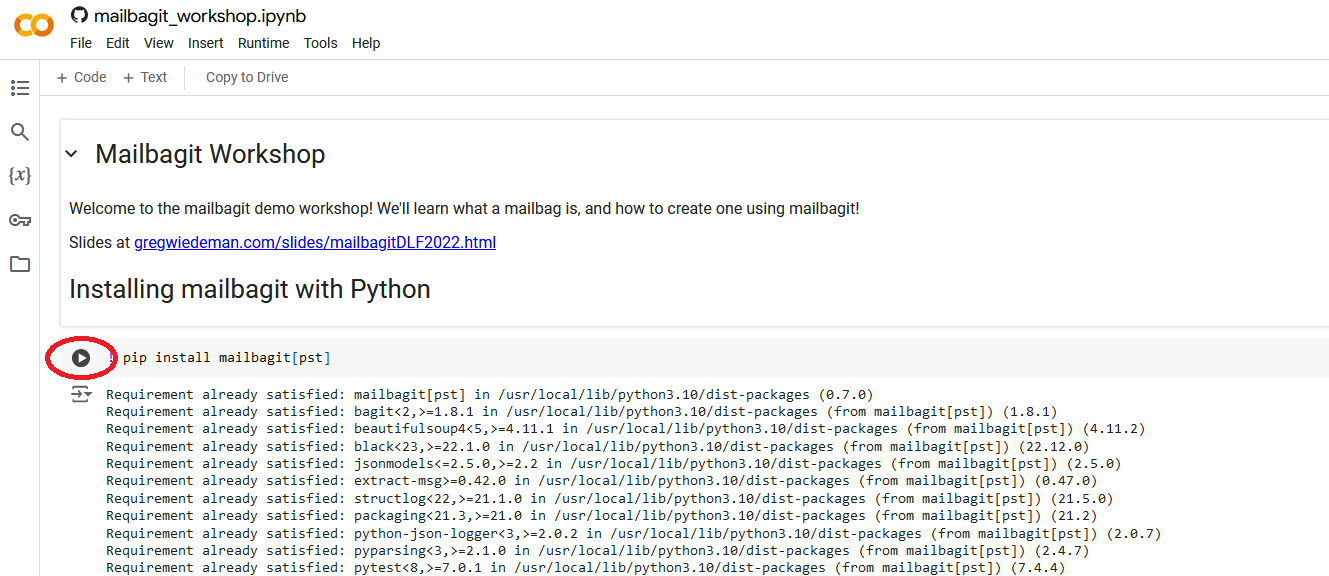 mailbagit_workshop.ipynb
File Edit View Insert Runtime Tools Help
+ Code + Text Copy to Drive
{x}
Mailbagit Workshop
Welcome to the mailbagit demo workshop! We'll learn what a mailbag is, and how to create one using mailbagit!
Slides at gregwiedeman.com/slides/mailbagitDLF2022.html
Installing mailbagit with Python
! pip install mailbagit[pst]
Requirement already satisfied: mailbagit[pst] in /usr/local/lib/python3.10/dist-packages (0.7.0)
Requirement already satisfied: bagit<2,>=1.8.1 in /usr/local/lib/python3.10/dist-packages (from mailbagit[pst]) (1.8.1)
Requirement already satisfied: beautifulsoup4<5,>=4.11.1 in /usr/local/lib/python3.10/dist-packages (from mailbagit[pst]) (4.11.2)
Requirement already satisfied: black<23,>=22.1.0 in /usr/local/lib/python3.10/dist-packages (from mailbagit[pst]) (22.12.0)
Requirement already satisfied: jsonmodels<=2.5.0,>=2.2 in /usr/local/lib/python3.10/dist-packages (from mailbagit[pst]) (2.5.0)
Requirement already satisfied: extract-msg>=0.42.0 in /usr/local/lib/python3.10/dist-packages (from mailbagit[pst]) (0.47.0)
Requirement already satisfied: structlog<22,>=21.1.0 in /usr/local/lib/python3.10/dist-packages (from mailbagit[pst]) (21.5.0)
Requirement already satisfied: packaging<21.3,>=21.0 in /usr/local/lib/python3.10/dist-packages (from mailbagit[pst]) (21.2)
Requirement already satisfied: python-json-logger<3,>=2.0.2 in /usr/local/lib/python3.10/dist-packages (from mailbagit[pst]) (2.0.7)
Requirement already satisfied: pyparsing<3,>=2.1.0 in /usr/local/lib/python3.10/dist-packages (from mailbagit[pst]) (2.4.7)
Requirement already satisfied: pytest<8,>=7.0.1 in /usr/local/lib/python3.10/dist-packages (from mailbagit[pst]) (7.4.4)